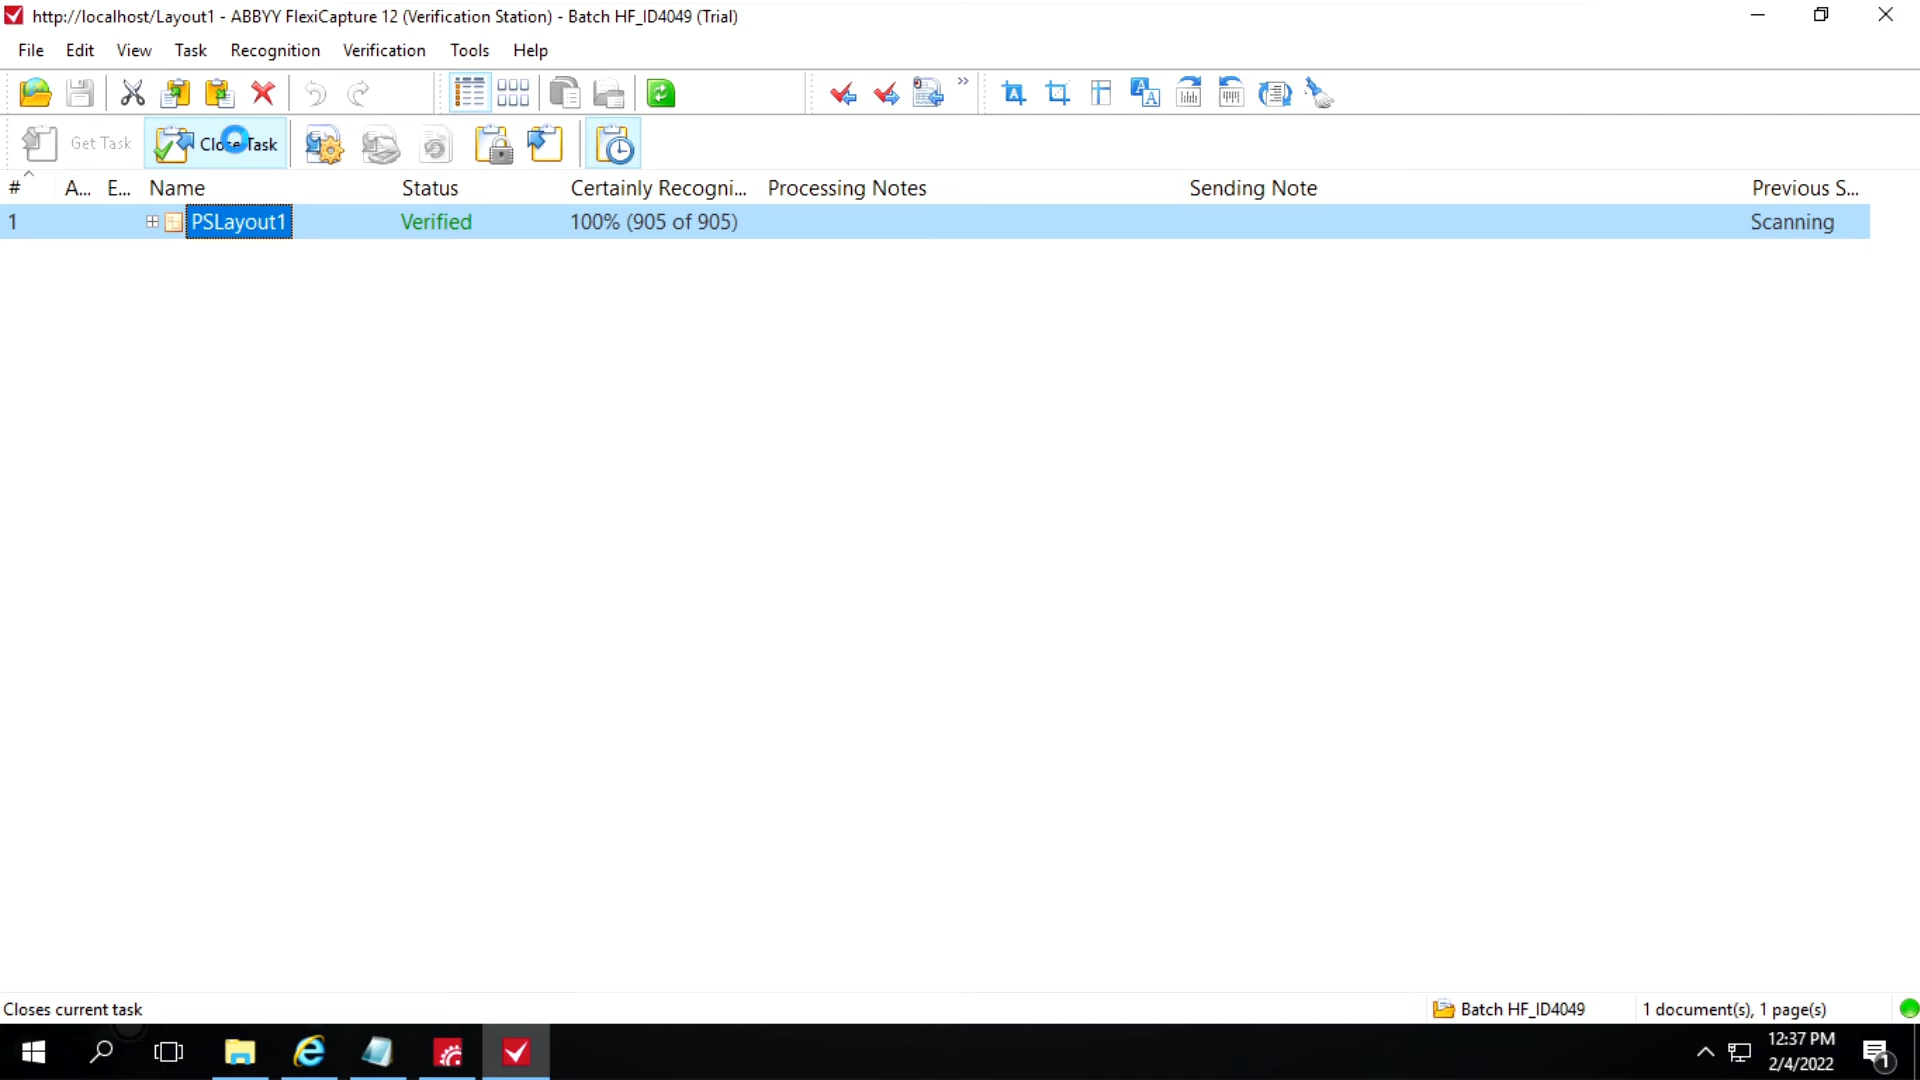 http://localhost/Layout1 - ABBYY FlexiCapture 12 (Verification Station) - Batch HF_ID4049 (Trial)
File Edit View Task Recognition Verification Tools Help
Get Task Close Task
# A... E... Name Status Certainly Recogni... Processing Notes Sending Note Previous S...
1 PSLayout1 Verified 100% (905 of 905) Scanning
Closes current task Batch HF_ID4049 1 document(s), 1 page(s)
12:37 PM
2/4/2022
1